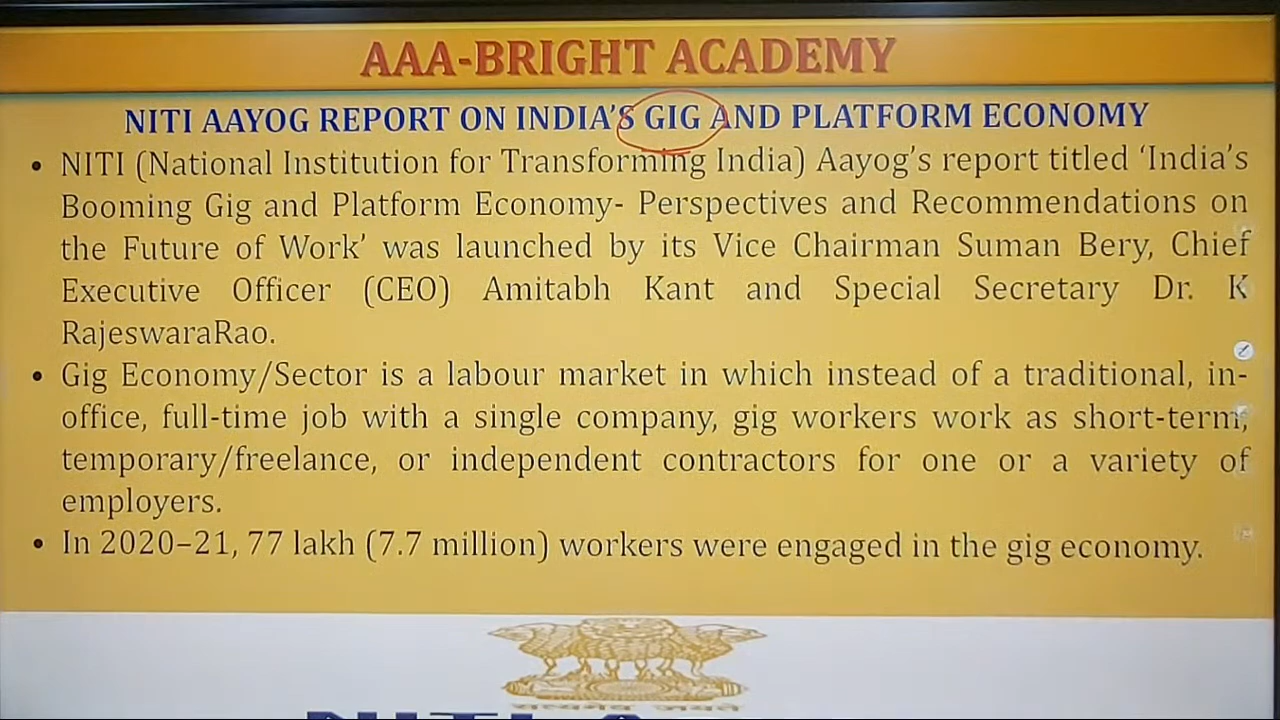 AAA-BRIGHT ACADEMY
NITI AAYOG REPORT ON INDIA'S GIG AND PLATFORM ECONOMY
• NITI (National Institution for Transforming India) Aayog's report titled 'India's
Booming Gig and Platform Economy- Perspectives and Recommendations on
the Future of Work' was launched by its Vice Chairman Suman Bery, Chief
Executive Officer (CEO) Amitabh Kant and Special Secretary Dr. K
RajeswaraRao.
• Gig Economy/Sector is a labour market in which instead of a traditional, in-
office, full-time job with a single company, gig workers work as short-term,
temporary/freelance, or independent contractors for one or a variety of
employers.
• In 2020–21, 77 lakh (7.7 million) workers were engaged in the gig economy.
सत्यमेव जयते